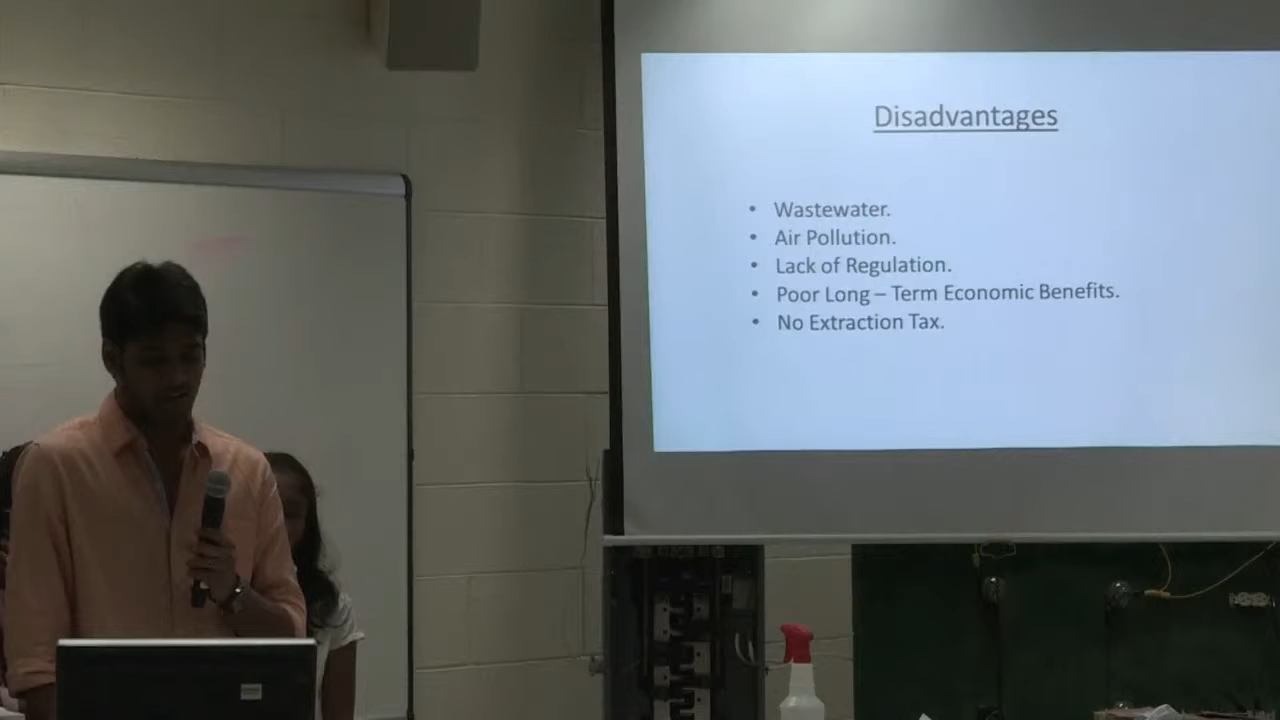 Disadvantages
• Wastewater.
• Air Pollution.
• Lack of Regulation.
• Poor Long – Term Economic Benefits.
• No Extraction Tax.